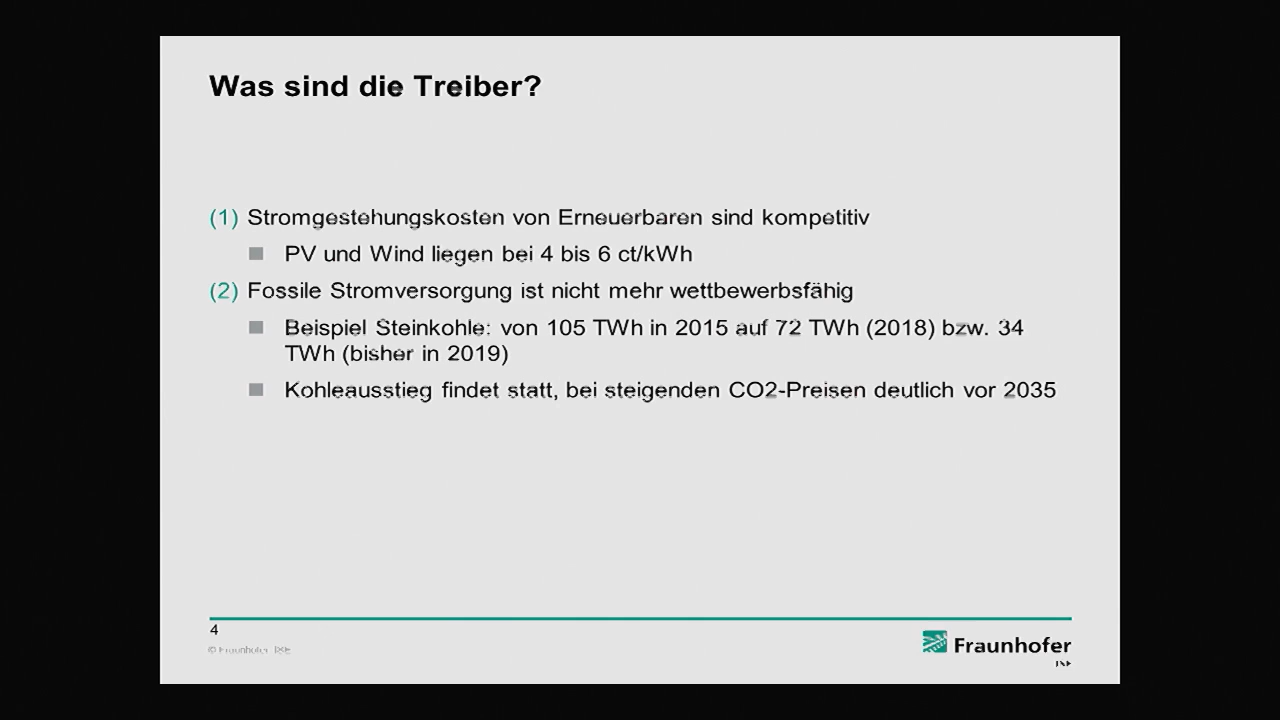 Was sind die Treiber?
(1) Stromgestehungskosten von Erneuerbaren sind kompetitiv
PV und Wind liegen bei 4 bis 6 ct/kWh
(2) Fossile Stromversorgung ist nicht mehr wettbewerbsfähig
Beispiel Steinkohle: von 105 TWh in 2015 auf 72 TWh (2018) bzw. 34
TWh (bisher in 2019)
Kohleausstieg findet statt, bei steigenden CO2-Preisen deutlich vor 2035
4
© Fraunhofer
Fraunhofer